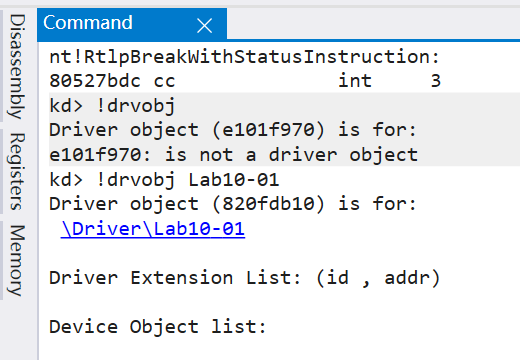 Command
Disassembly
Registers
Memory
nt!RtlpBreakWithStatusInstruction:
80527bdc cc              int     3
kd> !drvobj
Driver object (e101f970) is for:
e101f970: is not a driver object
kd> !drvobj Lab10-01
Driver object (820fdb10) is for:
 \Driver\Lab10-01
Driver Extension List: (id , addr)
Device Object list: